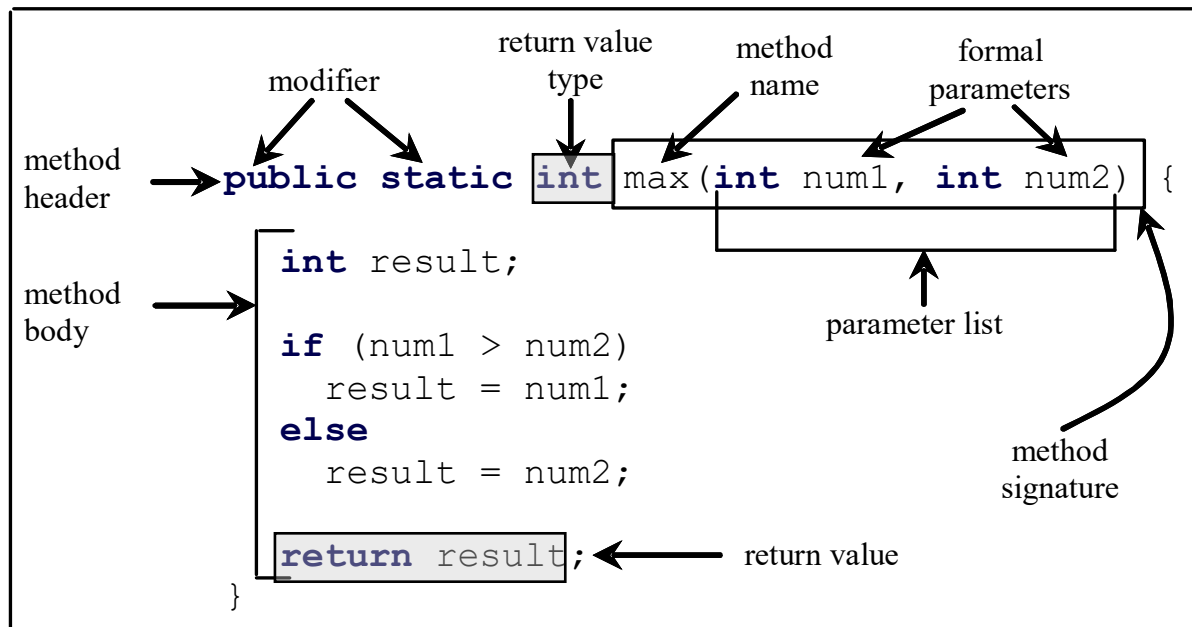 return value
type
method
name
formal
parameters
modifier
method
header
public static int max(int num1, int num2) {
int result;
method
body
parameter list
if (num1 > num2)
result = num1;
else
result = num2;
method
signature
return result;
return value
}